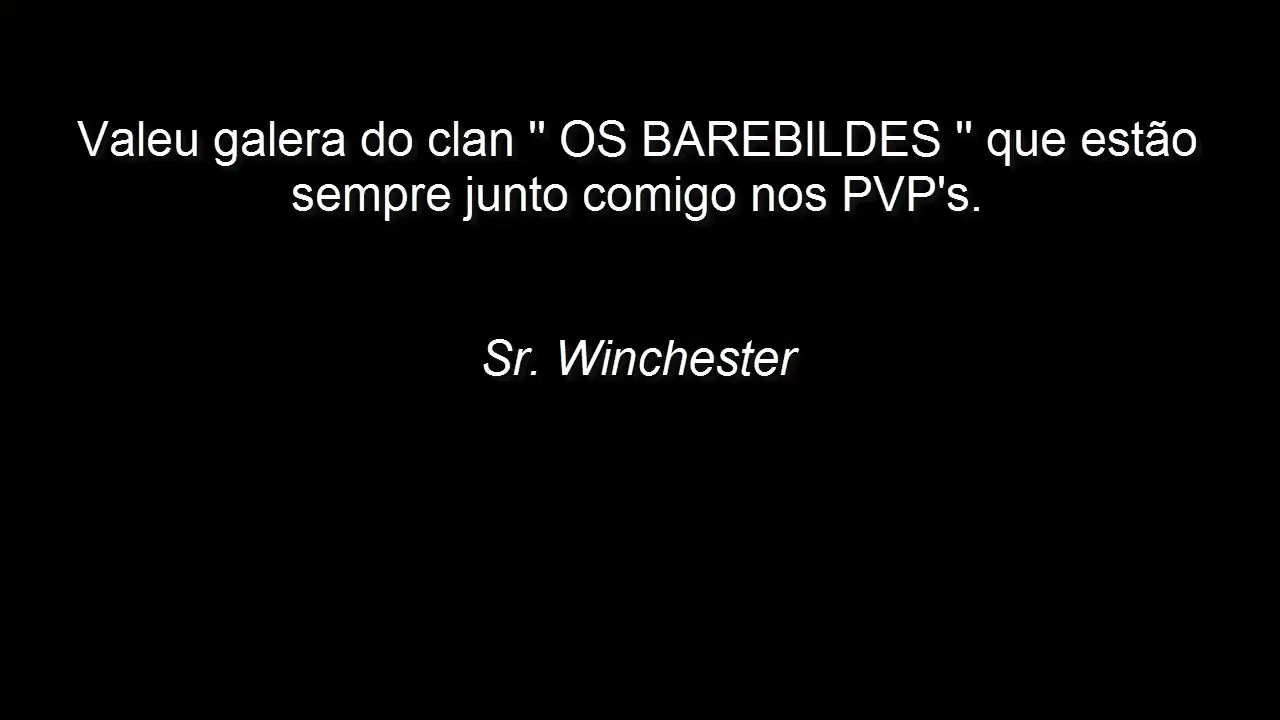 Valeu galera do clan " OS BAREBILDES " que estão
sempre junto comigo nos PVP's.
Sr. Winchester